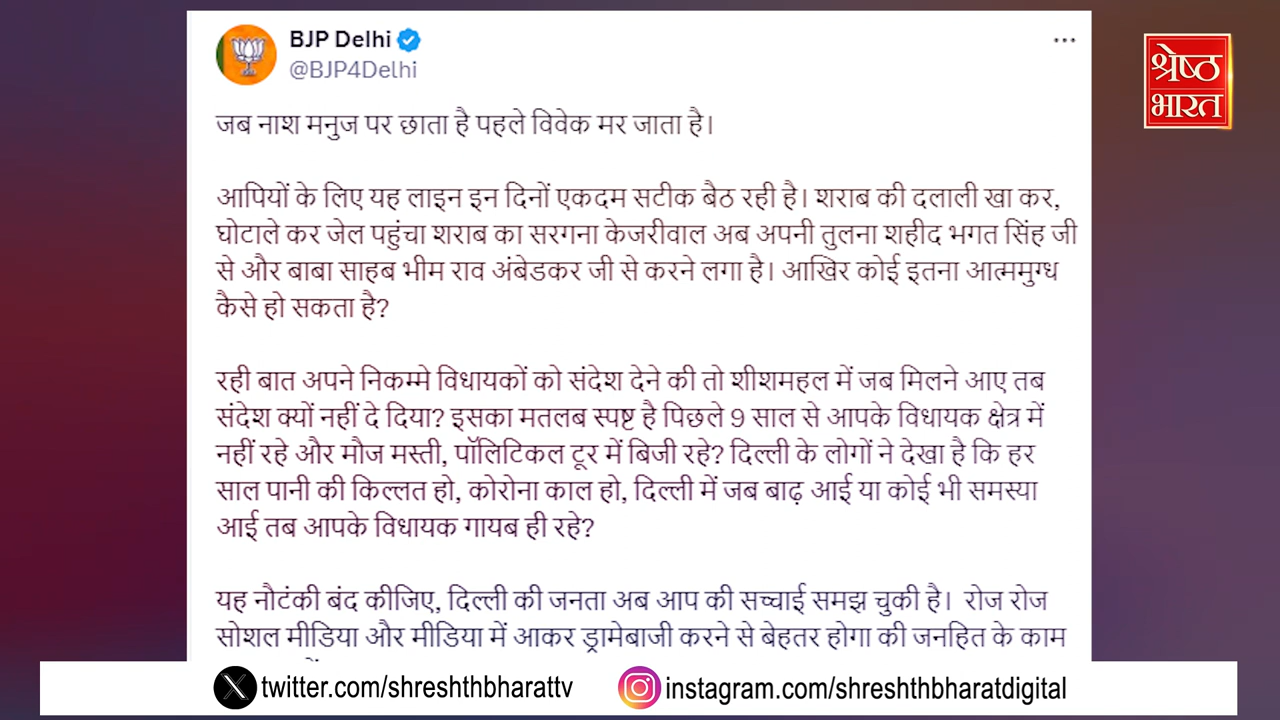 BJP Delhi
@BJP4Delhi
श्रेष्ठ
भारत
जब नाश मनुज पर छाता है पहले विवेक मर जाता है।
आपियों के लिए यह लाइन इन दिनों एकदम सटीक बैठ रही है। शराब की दलाली खा कर,
घोटाले कर जेल पहुंचा शराब का सरगना केजरीवाल अब अपनी तुलना शहीद भगत सिंह जी
से और बाबा साहब भीम राव अंबेडकर जी से करने लगा है। आखिर कोई इतना आत्ममुग्ध
कैसे हो सकता है?
रही बात अपने निकम्मे विधायकों को संदेश देने की तो शीशमहल में जब मिलने आए तब
संदेश क्यों नहीं दे दिया? इसका मतलब स्पष्ट है पिछले 9 साल से आपके विधायक क्षेत्र में
नहीं रहे और मौज मस्ती, पॉलिटिकल टूर में बिजी रहे? दिल्ली के लोगों ने देखा है कि हर
साल पानी की किल्लत हो, कोरोना काल हो, दिल्ली में जब बाढ़ आई या कोई भी समस्या
आई तब आपके विधायक गायब ही रहे?
यह नौटंकी बंद कीजिए, दिल्ली की जनता अब आप की सच्चाई समझ चुकी है। रोज रोज
सोशल मीडिया और मीडिया में आकर ड्रामेबाजी करने से बेहतर होगा की जनहित के काम
twitter.com/shreshthbharattv
instagram.com/shreshthbharatdigital